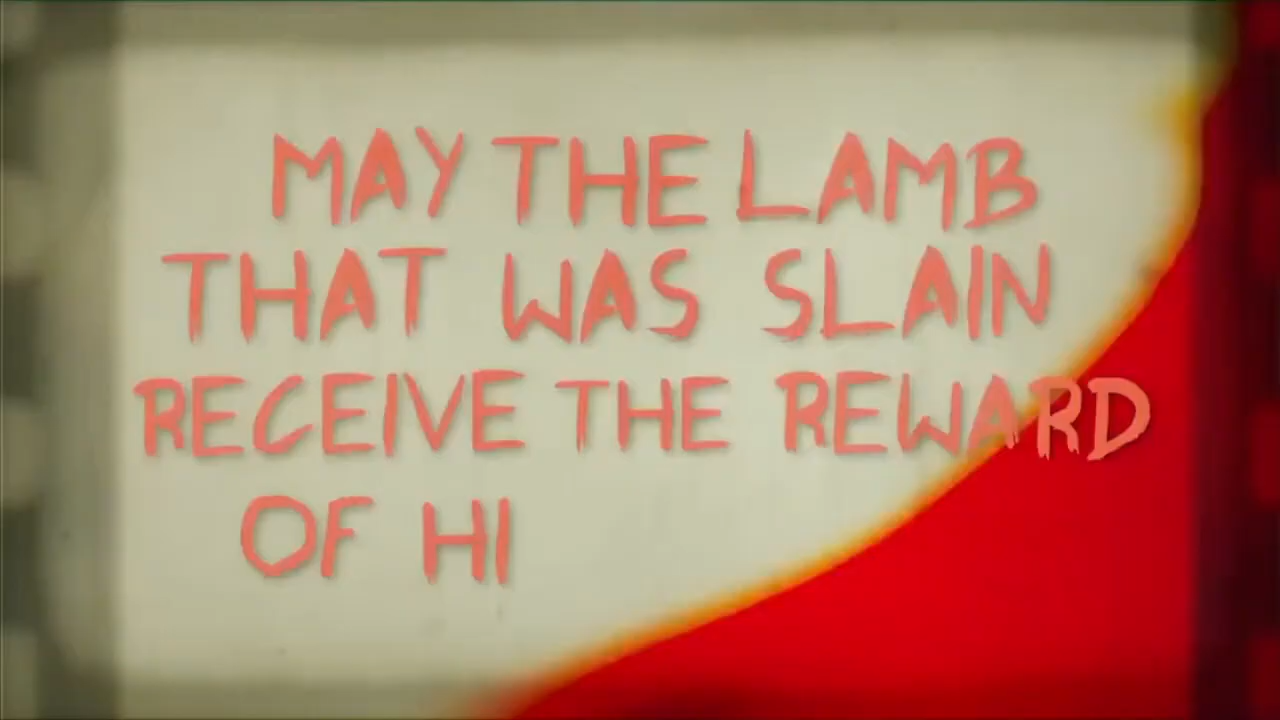 MAY THE LAMB
THAT WAS SLAIN
RECEIVE THE REWARD
OF HI